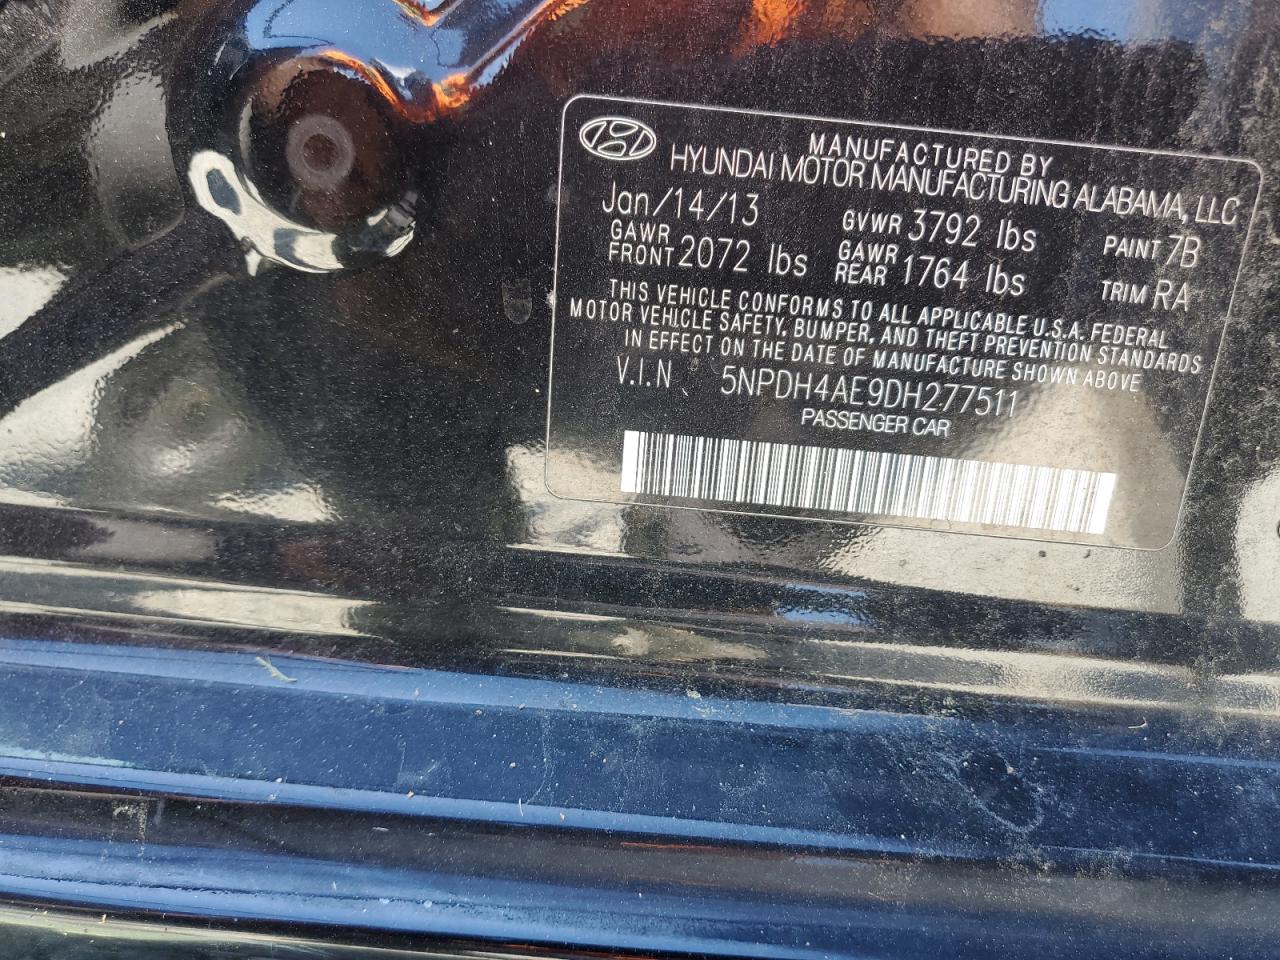 MANUFACTURED BY
HYUNDAI MOTOR MANUFACTURING ALABAMA, LLC
Jan/14/13 GVWR 3792 lbs PAINT 7B
GAWR FRONT 2072 lbs GAWR REAR 1764 lbs TRIM RA
THIS VEHICLE CONFORMS TO ALL APPLICABLE U.S.A. FEDERAL
MOTOR VEHICLE SAFETY, BUMPER, AND THEFT PREVENTION STANDARDS
IN EFFECT ON THE DATE OF MANUFACTURE SHOWN ABOVE
V.I.N 5NPDH4AE9DH277511
PASSENGER CAR